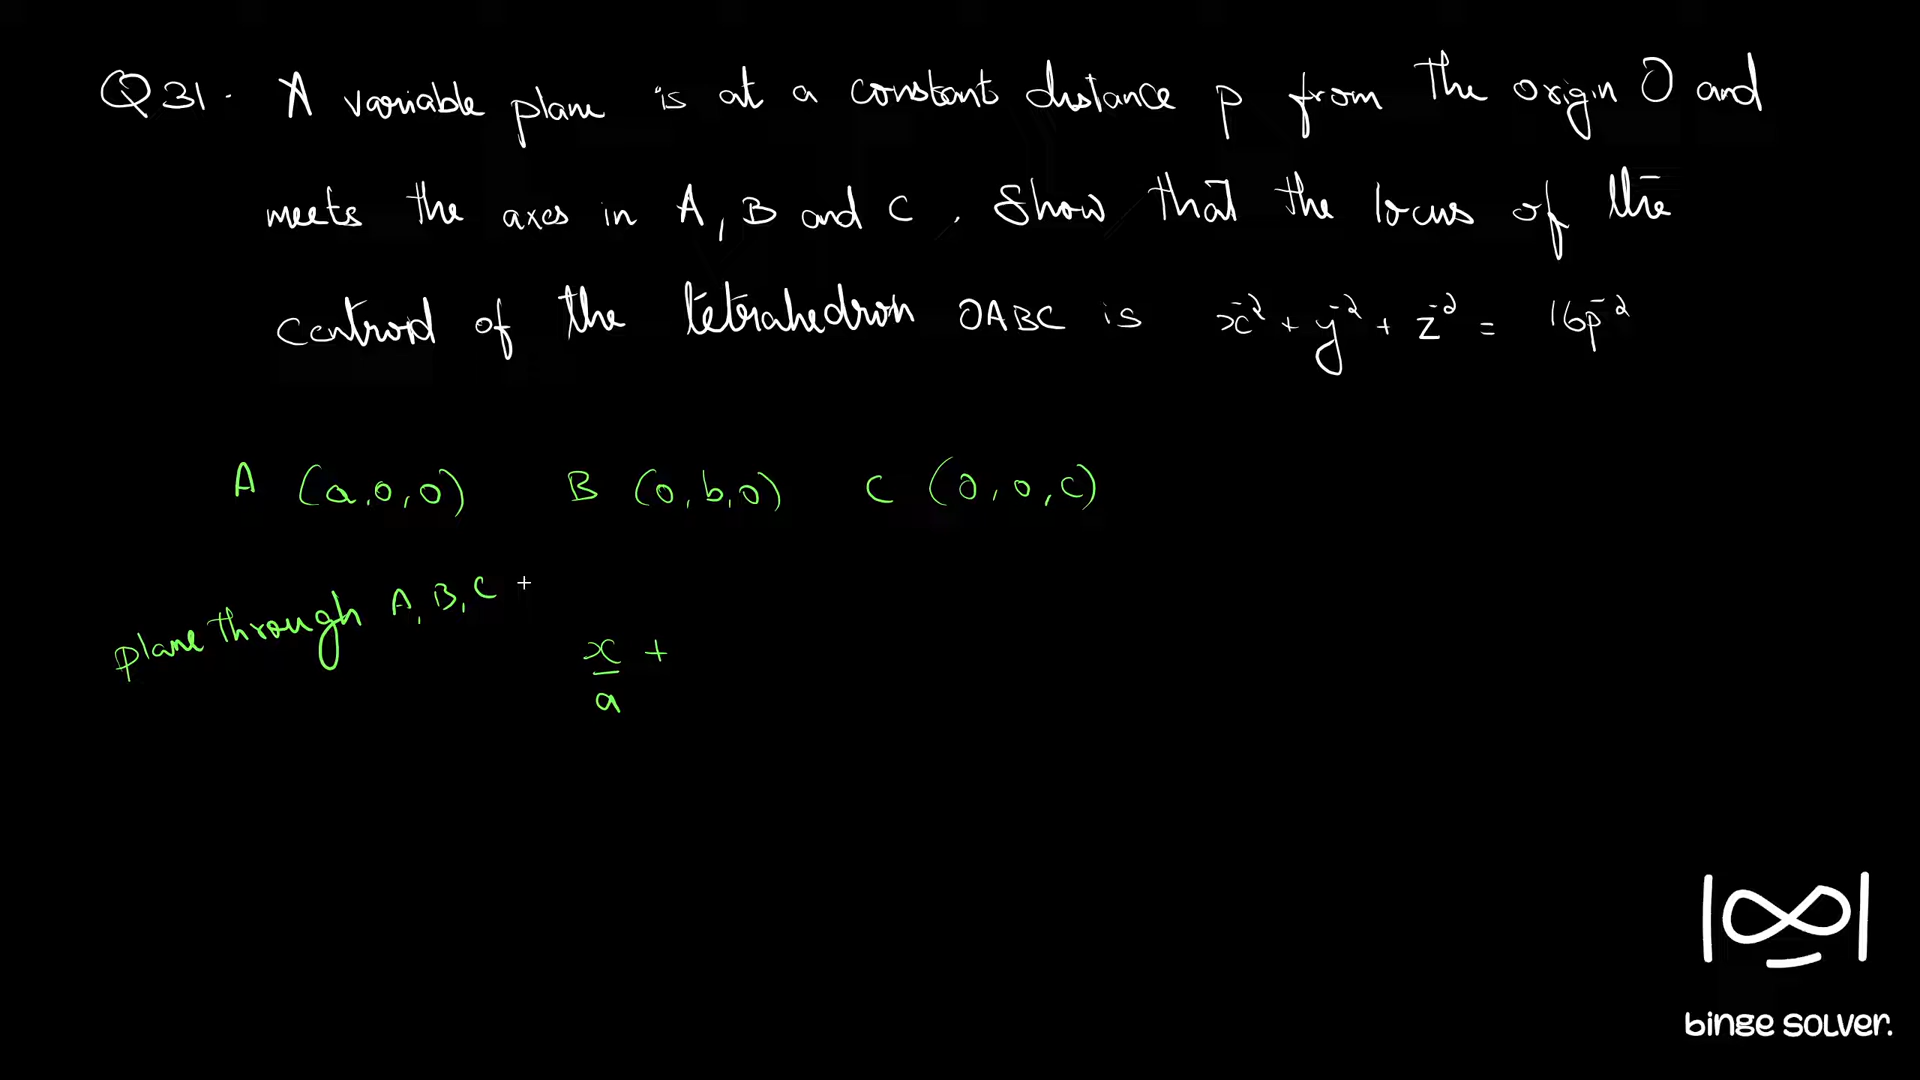 Q31. A variable plane is at a constant distance p from the origin O and
meets the axes in A, B and C. Show that the locus of the
centroid of the tetrahedron OABC is x⁻² + y⁻² + z⁻² = 16p⁻²
A (a,0,0) B (0,b,0) C (0,0,c)
plane through A, B, C
x/a +
binge solver.